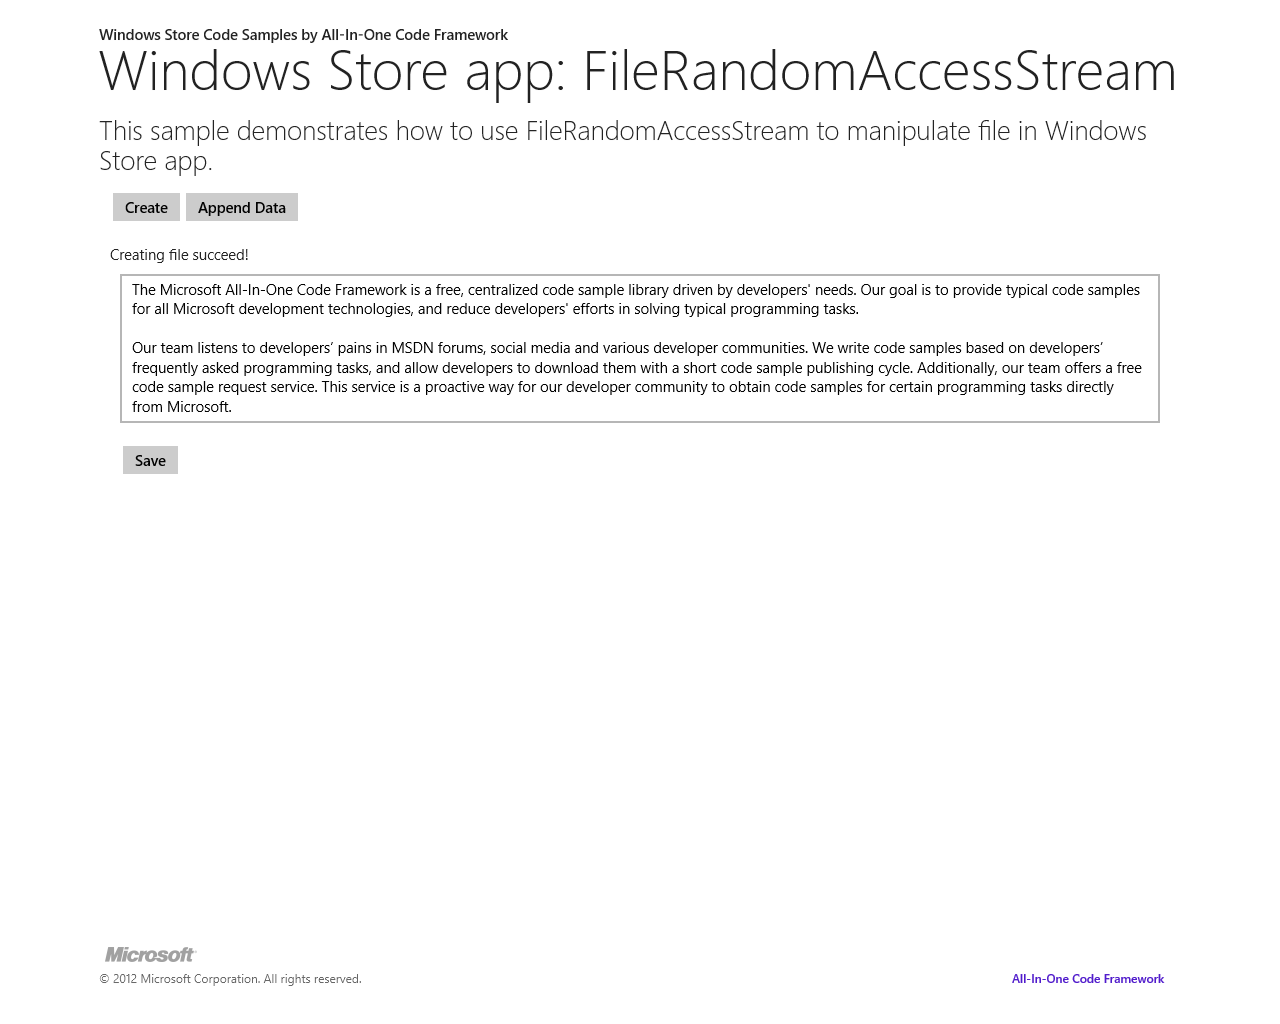 Windows Store Code Samples by All-In-One Code Framework
Windows Store app: FileRandomAccessStream
This sample demonstrates how to use FileRandomAccessStream to manipulate file in Windows
Store app.
Create Append Data
Creating file succeed!
The Microsoft All-In-One Code Framework is a free, centralized code sample library driven by developers' needs. Our goal is to provide typical code samples
for all Microsoft development technologies, and reduce developers' efforts in solving typical programming tasks.
Our team listens to developers’ pains in MSDN forums, social media and various developer communities. We write code samples based on developers’
frequently asked programming tasks, and allow developers to download them with a short code sample publishing cycle. Additionally, our team offers a free
code sample request service. This service is a proactive way for our developer community to obtain code samples for certain programming tasks directly
from Microsoft.
Save
Microsoft
© 2012 Microsoft Corporation. All rights reserved.
All-In-One Code Framework